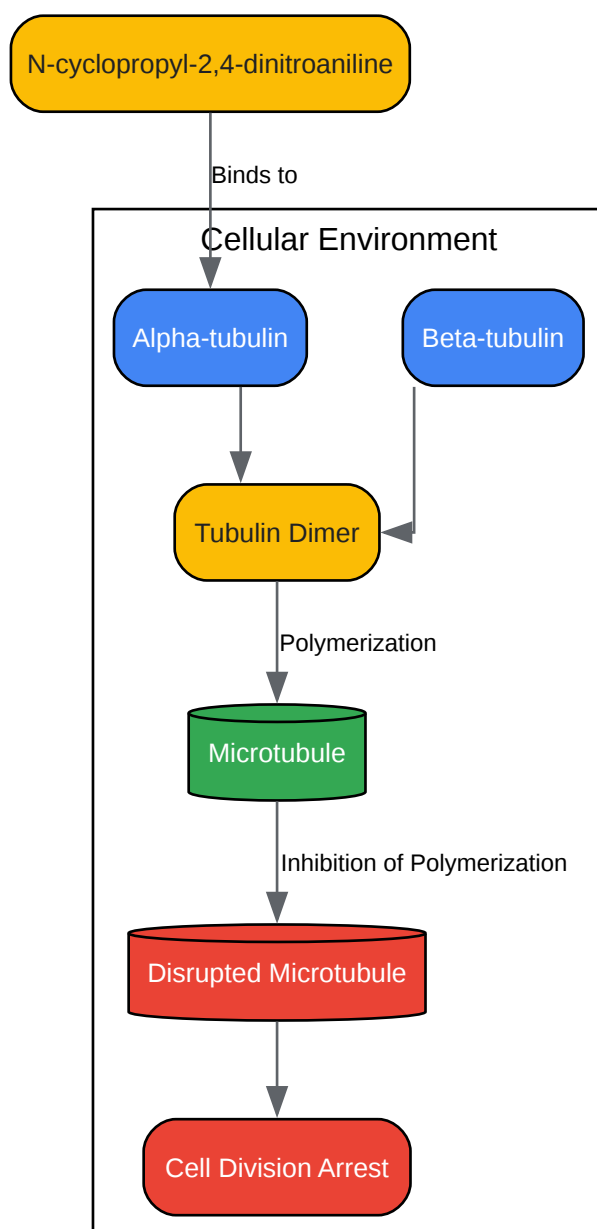 N-cyclopropyl-2,4-dinitroaniline
Binds to
Cellular Environment
Alpha-tubulin
Beta-tubulin
Tubulin Dimer
Polymerization
Microtubule
Inhibition of Polymerization
Disrupted Microtubule
Cell Division Arrest